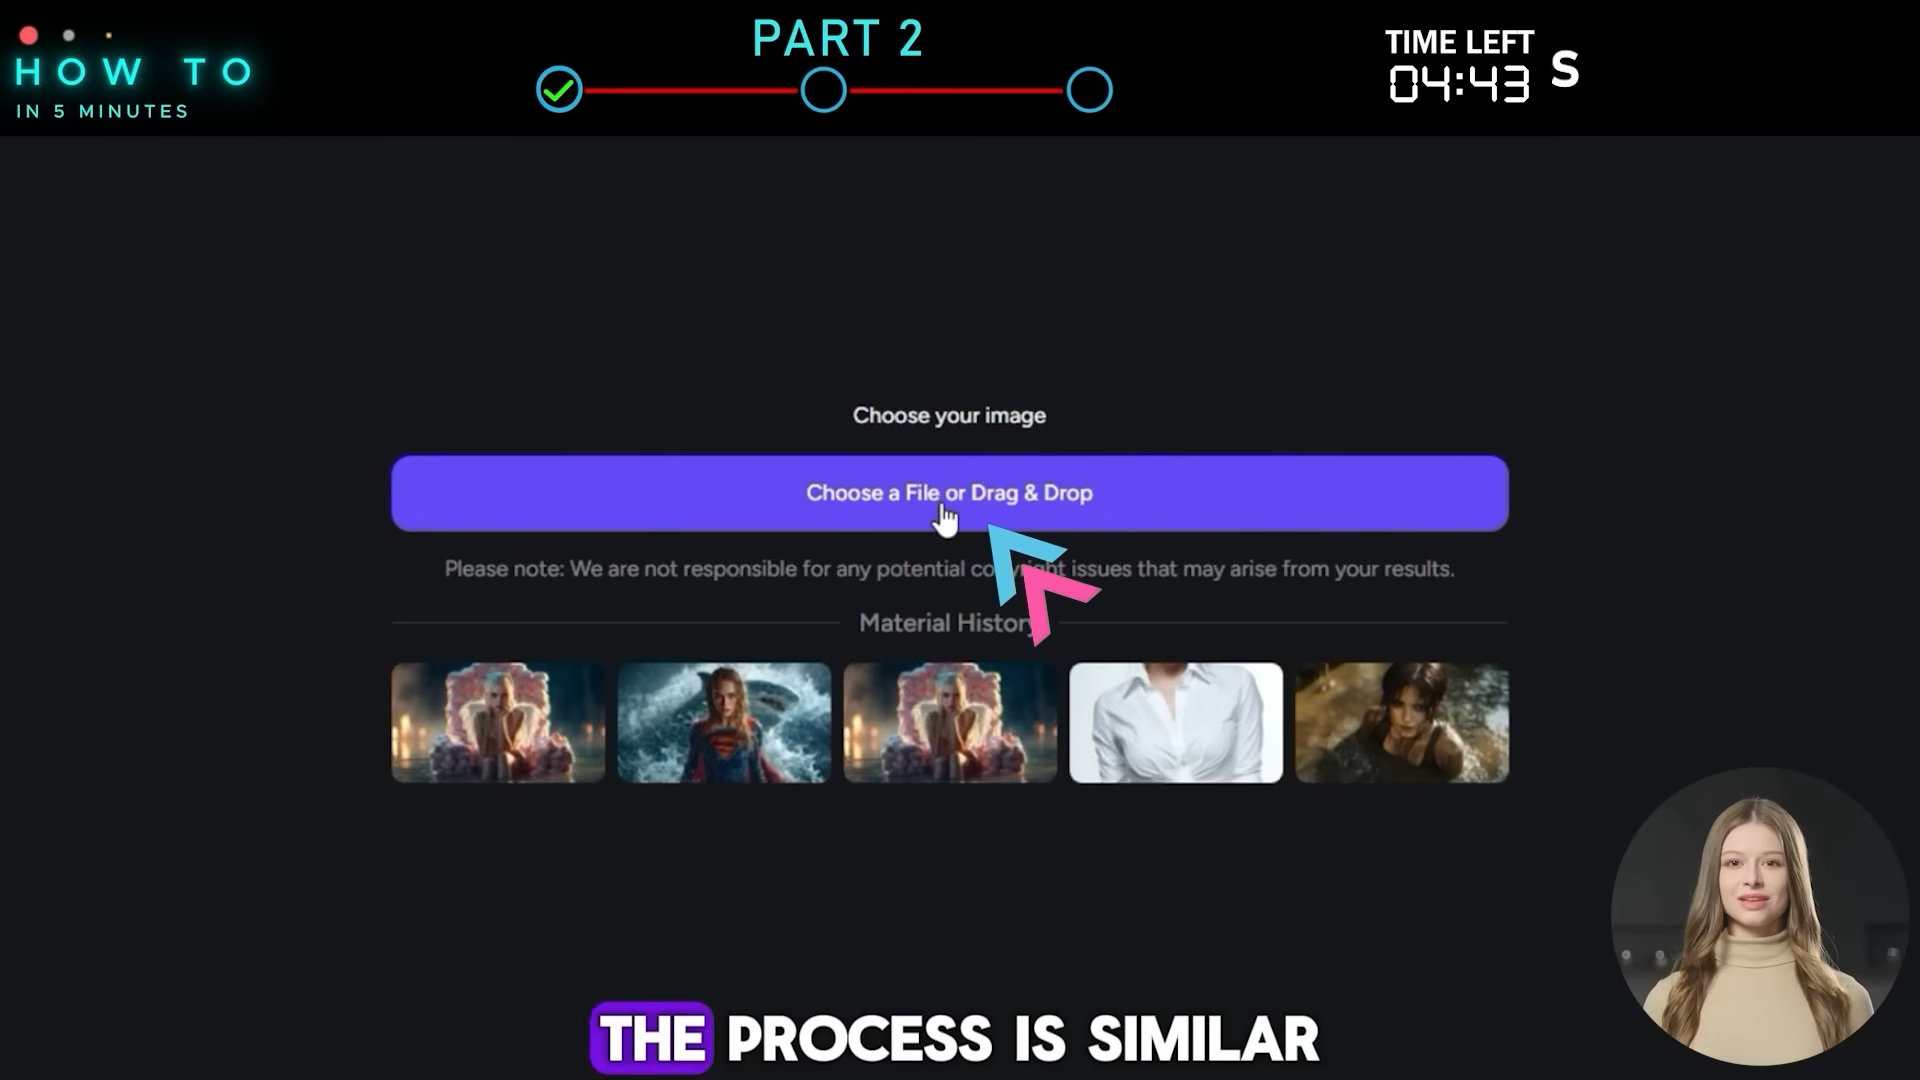 HOW TO
IN 5 MINUTES
PART 2
TIME LEFT
04:43 S
Choose your image
Choose a File or Drag & Drop
Please note: We are not responsible for any potential copyright issues that may arise from your results.
Material History
THE PROCESS IS SIMILAR